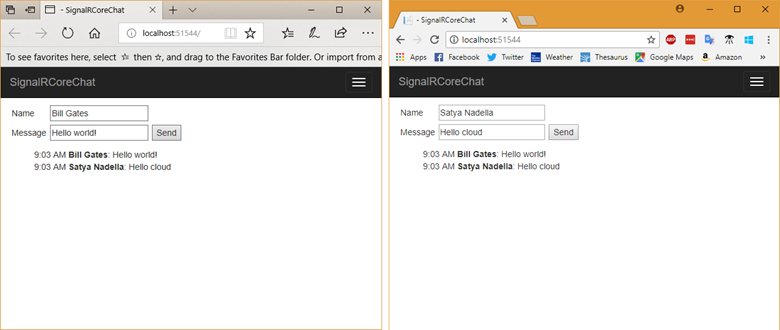 - SignalRCoreChat
localhost:51544/
To see favorites here, select ☆ then ☆, and drag to the Favorites Bar folder. Or import from a
SignalRCoreChat
Name Bill Gates
Message Hello world! Send
9:03 AM Bill Gates: Hello world!
9:03 AM Satya Nadella: Hello cloud
- SignalRCoreChat
localhost:51544
Apps Facebook Twitter Weather Thesaurus Google Maps Amazon »
SignalRCoreChat
Name Satya Nadella
Message Hello cloud Send
9:03 AM Bill Gates: Hello world!
9:03 AM Satya Nadella: Hello cloud